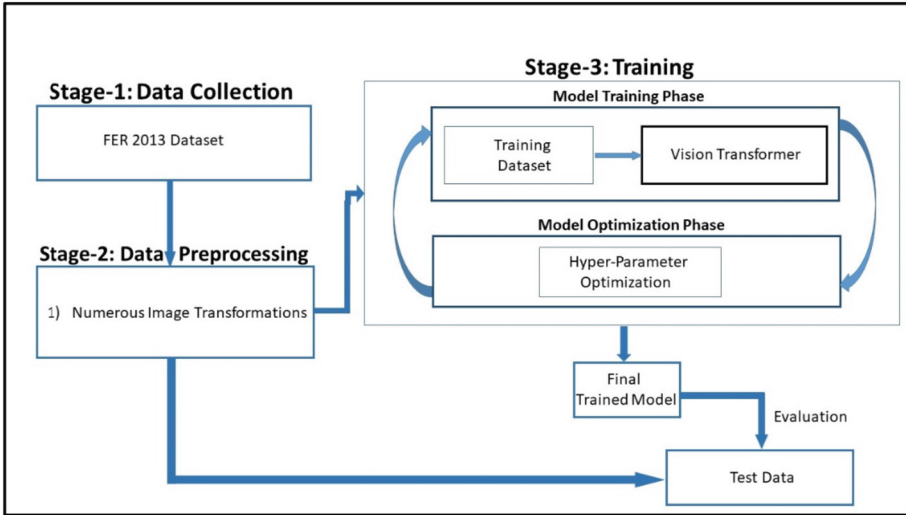 Stage-1: Data Collection
FER 2013 Dataset
Stage-2: Data Preprocessing
1) Numerous Image Transformations
Stage-3: Training
Model Training Phase
Training
Dataset
Vision Transformer
Model Optimization Phase
Hyper-Parameter
Optimization
Final
Trained Model
Evaluation
Test Data